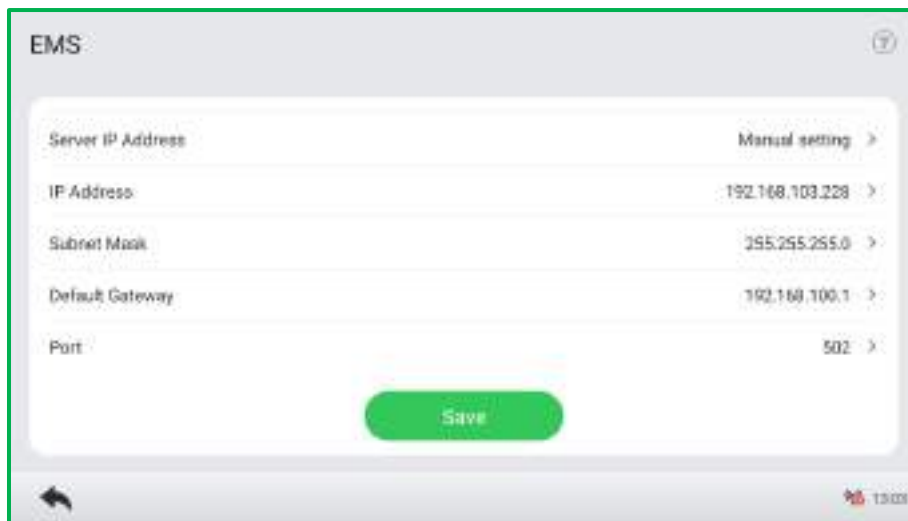 EMS
Server IP Address Manual setting >
IP Address 192.168.103.228 >
Subnet Mask 255.255.255.0 >
Default Gateway 192.168.100.1 >
Port 502 >
Save